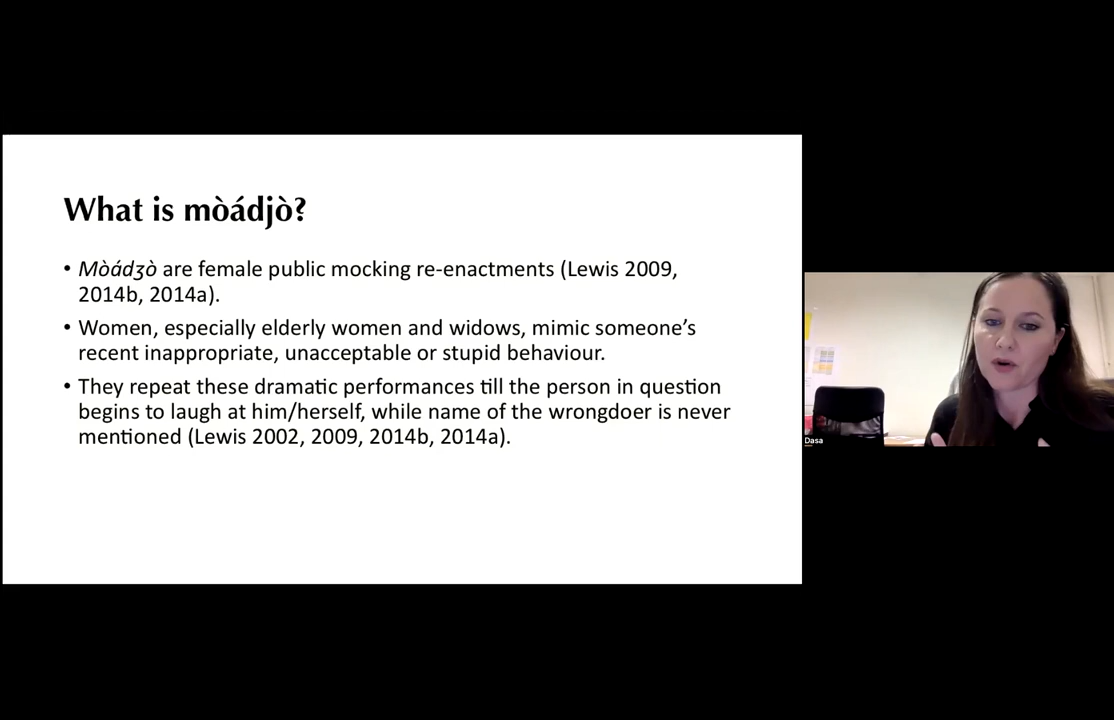 What is mòádjò?
• Mòádʒò are female public mocking re-enactments (Lewis 2009,
2014b, 2014a).
• Women, especially elderly women and widows, mimic someone’s
recent inappropriate, unacceptable or stupid behaviour.
• They repeat these dramatic performances till the person in question
begins to laugh at him/herself, while name of the wrongdoer is never
mentioned (Lewis 2002, 2009, 2014b, 2014a).
Dasa